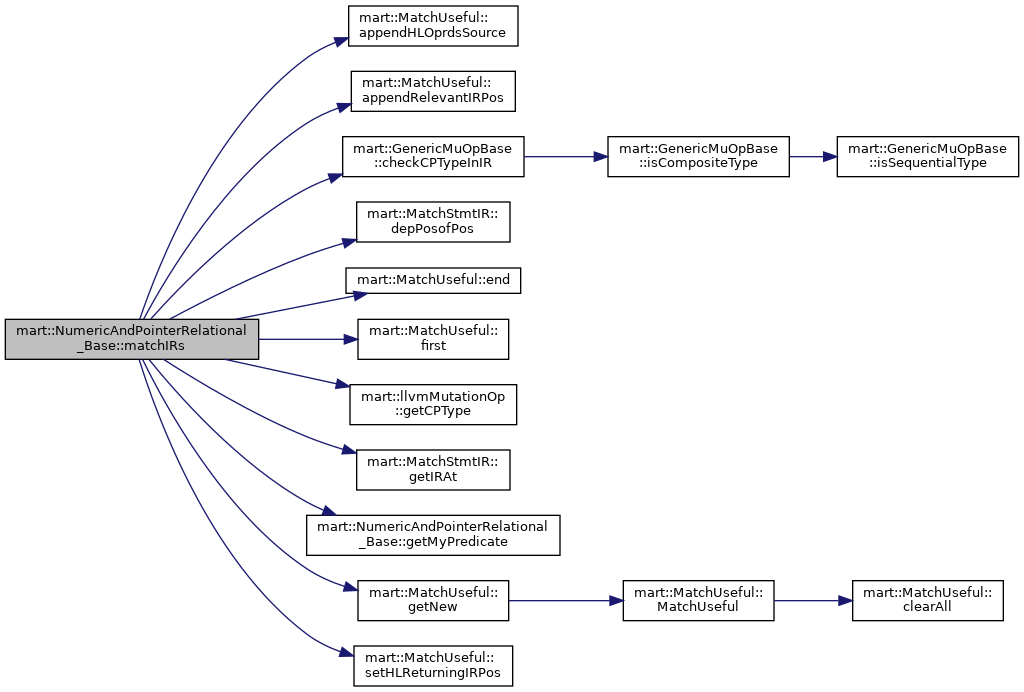 mart::MatchUseful::
appendHLOprdsSource
mart::MatchUseful::
appendRelevantIRPos
mart::GenericMuOpBase
::checkCPTypeInIR
mart::GenericMuOpBase
::isCompositeType
mart::GenericMuOpBase
::isSequentialType
mart::MatchStmtIR::
depPosofPos
mart::MatchUseful::end
mart::NumericAndPointerRelational
_Base::matchIRs
mart::MatchUseful::
first
mart::llvmMutationOp
::getCPType
mart::MatchStmtIR::
getIRAt
mart::NumericAndPointerRelational
_Base::getMyPredicate
mart::MatchUseful::
getNew
mart::MatchUseful::
MatchUseful
mart::MatchUseful::
clearAll
mart::MatchUseful::
setHLReturningIRPos